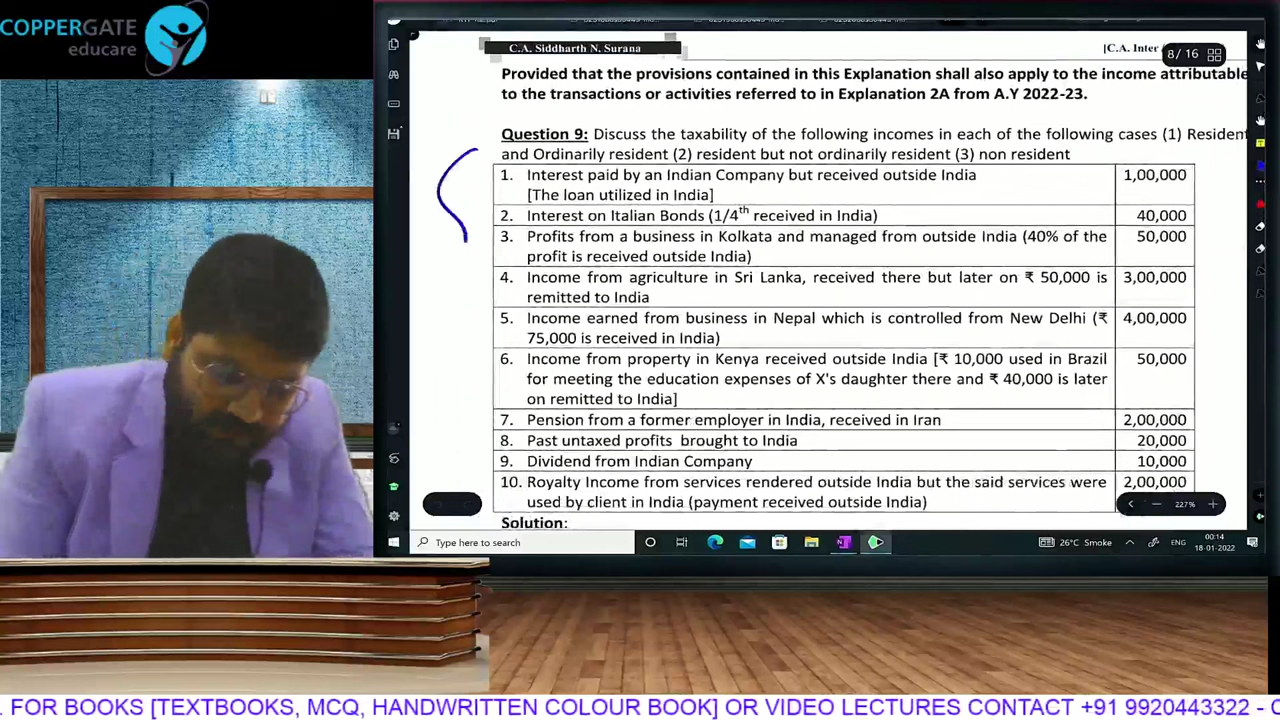 COPPERGATE
educare
C.A. Siddharth N. Surana
|C.A. Inter
8 / 16
Provided that the provisions contained in this Explanation shall also apply to the income attributable
to the transactions or activities referred to in Explanation 2A from A.Y 2022-23.
Question 9: Discuss the taxability of the following incomes in each of the following cases (1) Resident
and Ordinarily resident (2) resident but not ordinarily resident (3) non resident
1. Interest paid by an Indian Company but received outside India 1,00,000
[The loan utilized in India]
2. Interest on Italian Bonds (1/4th received in India) 40,000
3. Profits from a business in Kolkata and managed from outside India (40% of the 50,000
profit is received outside India)
4. Income from agriculture in Sri Lanka, received there but later on ₹ 50,000 is 3,00,000
remitted to India
5. Income earned from business in Nepal which is controlled from New Delhi (₹ 4,00,000
75,000 is received in India)
6. Income from property in Kenya received outside India [₹ 10,000 used in Brazil 50,000
for meeting the education expenses of X's daughter there and ₹ 40,000 is later
on remitted to India]
7. Pension from a former employer in India, received in Iran 2,00,000
8. Past untaxed profits brought to India 20,000
9. Dividend from Indian Company 10,000
10. Royalty Income from services rendered outside India but the said services were 2,00,000
used by client in India (payment received outside India)
227%
Solution:
Type here to search
26°C Smoke
ENG
00:14
18-01-2022
. FOR BOOKS [TEXTBOOKS, MCQ, HANDWRITTEN COLOUR BOOK] OR VIDEO LECTURES CONTACT +91 9920443322 -